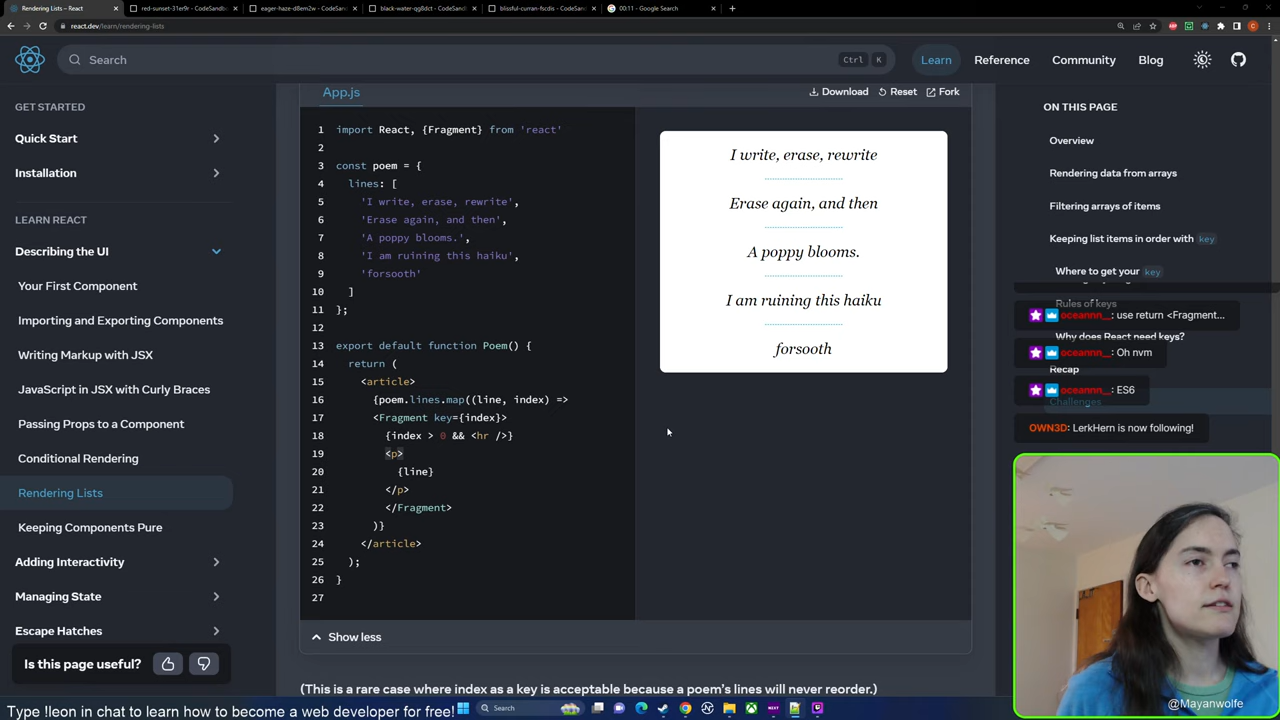 Rendering Lists – React
red-sunset-31er9r - CodeSandb
eager-haze-d8em2w - CodeSand
black-water-qg8dct - CodeSand
blissful-curran-fscdis - CodeSand
00:11 - Google Search
react.dev/learn/rendering-lists
Search
Ctrl K
Learn
Reference
Community
Blog
GET STARTED
Quick Start
Installation
LEARN REACT
Describing the UI
Your First Component
Importing and Exporting Components
Writing Markup with JSX
JavaScript in JSX with Curly Braces
Passing Props to a Component
Conditional Rendering
Rendering Lists
Keeping Components Pure
Adding Interactivity
Managing State
Escape Hatches
Is this page useful?
App.js
Download
Reset
Fork
1 import React, {Fragment} from 'react'
2
3 const poem = {
4 lines: [
5 'I write, erase, rewrite',
6 'Erase again, and then',
7 'A poppy blooms.',
8 'I am ruining this haiku',
9 'forsooth'
10 ]
11 };
12
13 export default function Poem() {
14 return (
15 <article>
16 {poem.lines.map((line, index) =>
17 <Fragment key={index}>
18 {index > 0 && <hr />}
19 <p>
20 {line}
21 </p>
22 </Fragment>
23 )}
24 </article>
25 );
26 }
27
Show less
I write, erase, rewrite
Erase again, and then
A poppy blooms.
I am ruining this haiku
forsooth
(This is a rare case where index as a key is acceptable because a poem's lines will never reorder.)
ON THIS PAGE
Overview
Rendering data from arrays
Filtering arrays of items
Keeping list items in order with key
Where to get your key
Rules of keys
oceannn__: use return <Fragment...
Why does React need keys?
oceannn__: Oh nvm
Recap
oceannn__: ES6
Challenges
OWN3D: LerkHern is now following!
@Mayanwolfe
Type !leon in chat to learn how to become a web developer for free!
Search